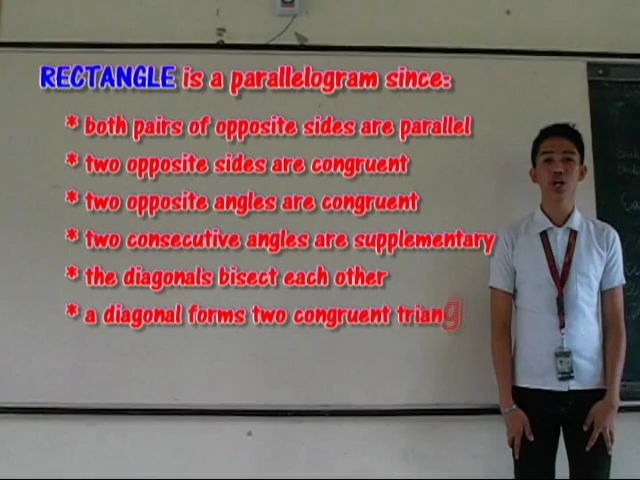 RECTANGLE is a parallelogram since:
* both pairs of opposite sides are parallel
* two opposite sides are congruent
* two opposite angles are congruent
* two consecutive angles are supplementary
* the diagonals bisect each other
* a diagonal forms two congruent triang